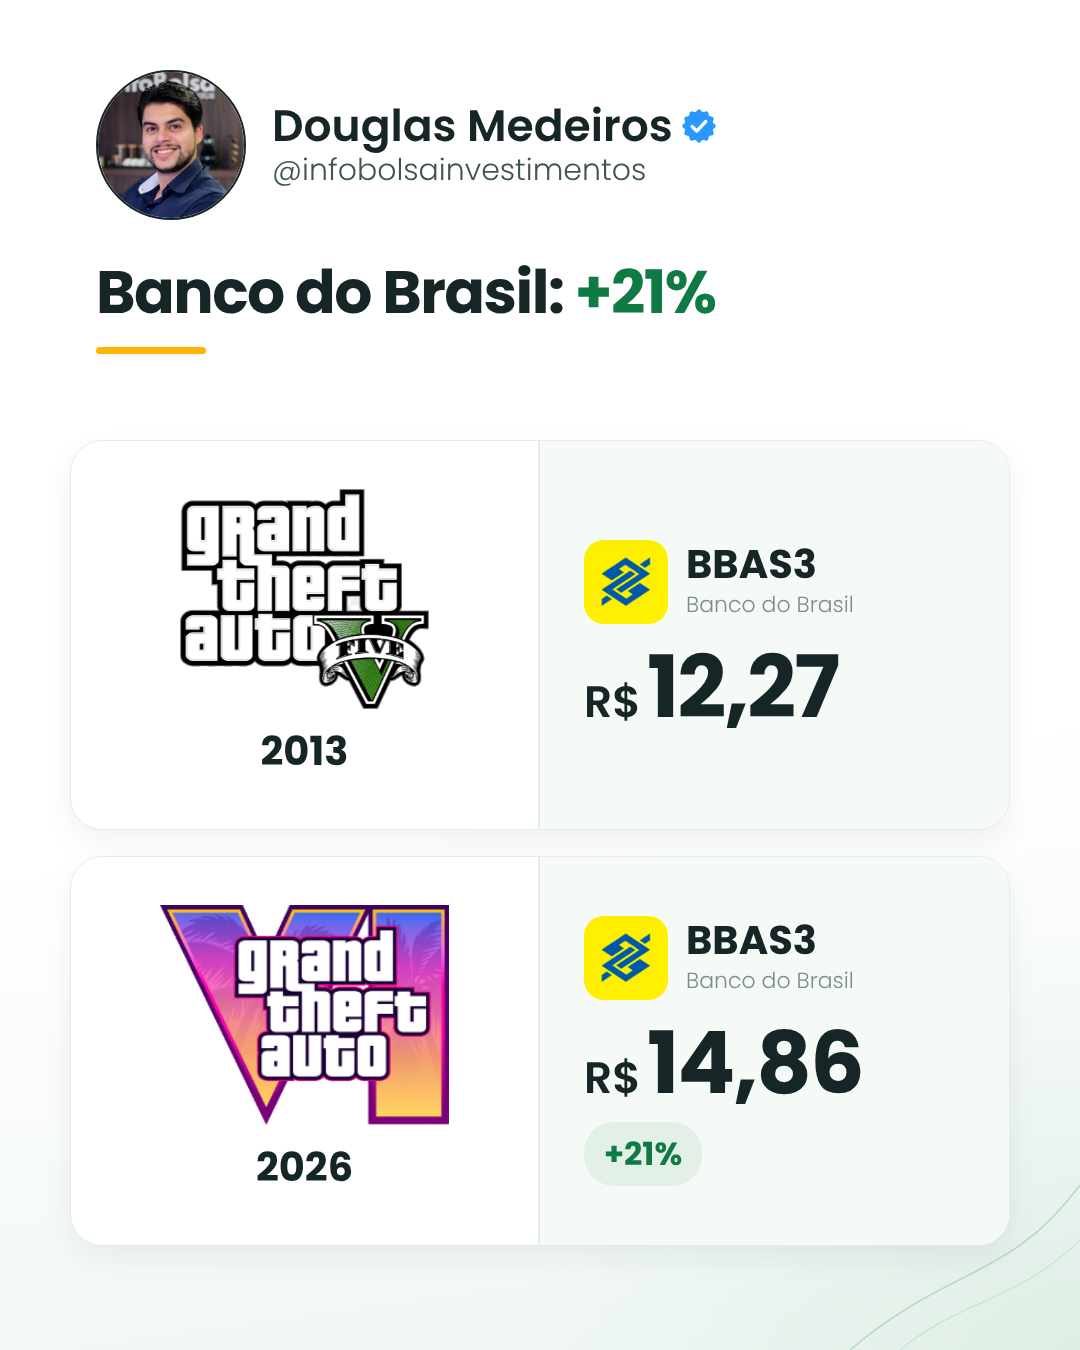 Douglas Medeiros
@infobolsainvestimentos
Banco do Brasil: +21%
grand
theft
auto
FIVE
V
2013
BBAS3
Banco do Brasil
R$ 12,27
VI
grand
theft
auto
2026
BBAS3
Banco do Brasil
R$ 14,86
+21%